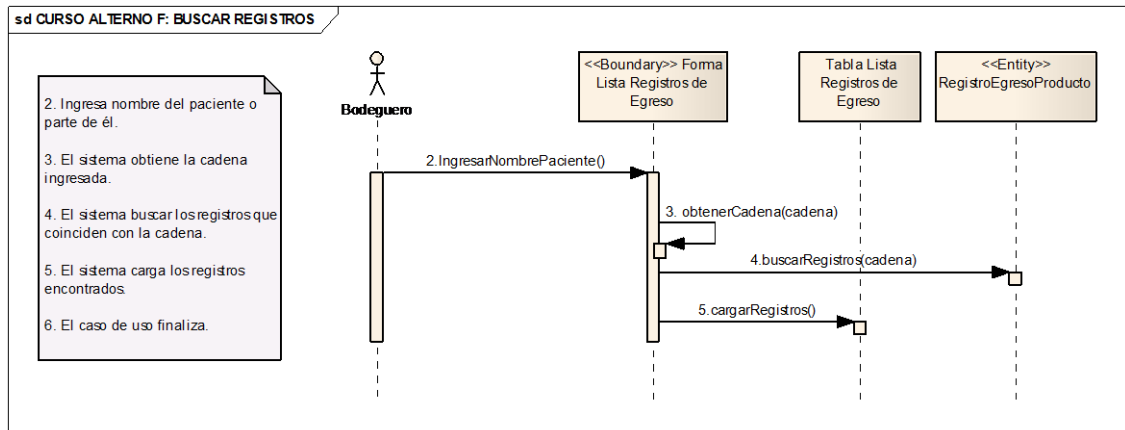 sd CURSO ALTERNO F: BUSCAR REGISTROS
2. Ingresa nombre del paciente o
parte de él.
3. El sistema obtiene la cadena
ingresada.
4. El sistema buscar los registros que
coinciden con la cadena.
5. El sistema carga los registros
encontrados.
6. El caso de uso finaliza.
Bodeguero
<<Boundary>> Forma
Lista Registros de
Egreso
Tabla Lista
Registros de
Egreso
<<Entity>>
RegistroEgresoProducto
2.IngresarNombrePaciente()
3. obtenerCadena(cadena)
4.buscarRegistros(cadena)
5.cargarRegistros()